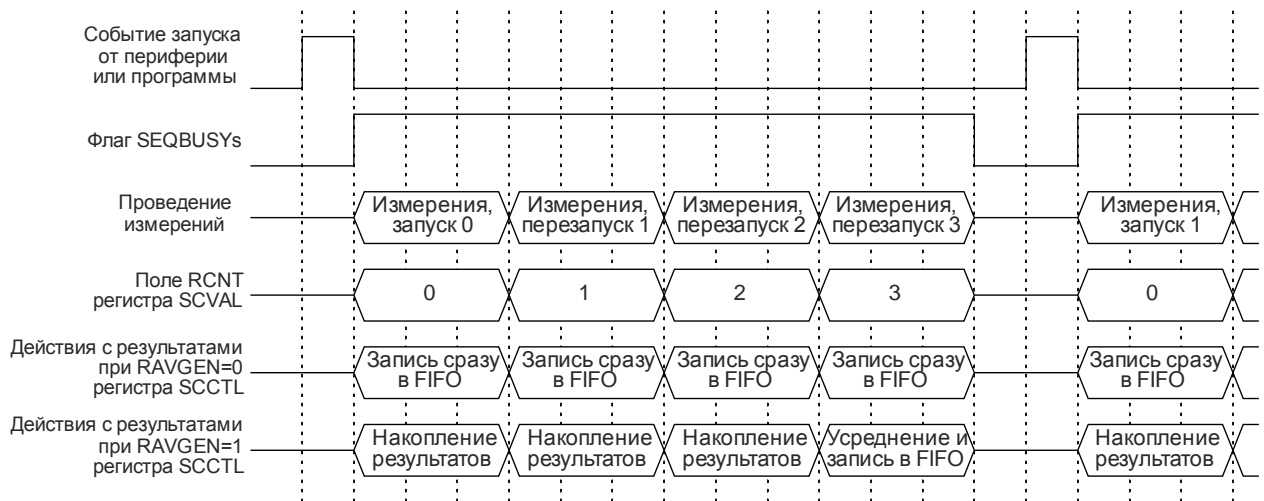 Событие запуска
от периферии
или программы
Флаг SEQBUSYs
Проведение
измерений
Измерения,
запуск 0
Измерения,
перезапуск 1
Измерения,
перезапуск 2
Измерения,
перезапуск 3
Измерения,
запуск 1
Поле RCNT
регистра SCVAL
0
1
2
3
0
Действия с результатами
при RAVGEN=0
регистра SCCTL
Запись сразу
в FIFO
Запись сразу
в FIFO
Запись сразу
в FIFO
Запись сразу
в FIFO
Запись сразу
в FIFO
Действия с результатами
при RAVGEN=1
регистра SCCTL
Накопление
результатов
Накопление
результатов
Накопление
результатов
Усреднение и
запись в FIFO
Накопление
результатов